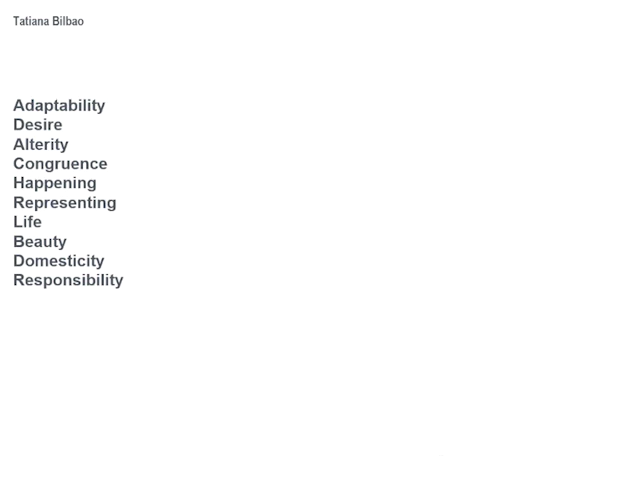 Tatiana Bilbao
Adaptability
Desire
Alterity
Congruence
Happening
Representing
Life
Beauty
Domesticity
Responsibility